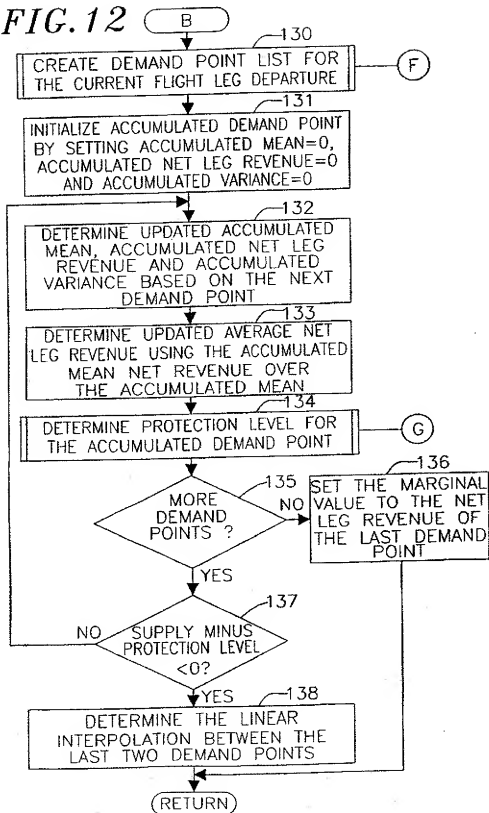 FIG. 12
B
130
CREATE DEMAND POINT LIST FOR
THE CURRENT FLIGHT LEG DEPARTURE
F
131
INITIALIZE ACCUMULATED DEMAND POINT
BY SETTING ACCUMULATED MEAN=0,
ACCUMULATED NET LEG REVENUE=0
AND ACCUMULATED VARIANCE=0
132
DETERMINE UPDATED ACCUMULATED
MEAN, ACCUMULATED NET LEG
REVENUE AND ACCUMULATED
VARIANCE BASED ON THE NEXT
DEMAND POINT
133
DETERMINE UPDATED AVERAGE NET
LEG REVENUE USING THE ACCUMULATED
MEAN NET REVENUE OVER
THE ACCUMULATED MEAN
134
DETERMINE PROTECTION LEVEL FOR
THE ACCUMULATED DEMAND POINT
G
135
MORE
DEMAND
POINTS ?
NO
136
SET THE MARGINAL
VALUE TO THE NET
LEG REVENUE OF
THE LAST DEMAND
POINT
YES
137
NO
SUPPLY MINUS
PROTECTION LEVEL
<0?
YES
138
DETERMINE THE LINEAR
INTERPOLATION BETWEEN THE
LAST TWO DEMAND POINTS
RETURN